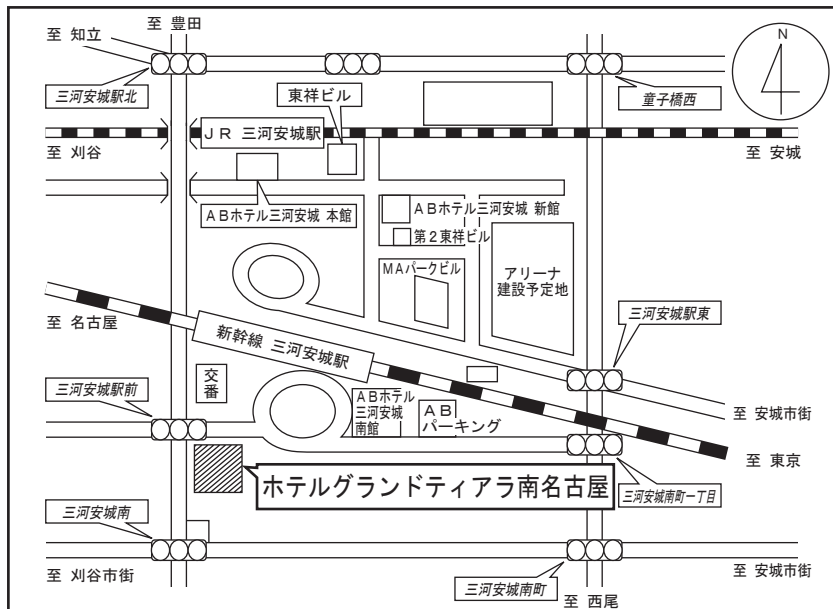 至 豊田
至 知立
N
三河安城駅北
東祥ビル
童子橋西
JR 三河安城駅
至 刈谷
至 安城
ABホテル三河安城 本館
ABホテル三河安城 新館
第2東祥ビル
MAパークビル
アリーナ
建設予定地
至 名古屋
新幹線 三河安城駅
三河安城駅東
三河安城駅前
交番
ABホテル
三河安城
南館
AB
パーキング
至 安城市街
至 東京
ホテルグランドティアラ南名古屋
三河安城南町一丁目
三河安城南
至 刈谷市街
三河安城南町
至 安城市街
至 西尾